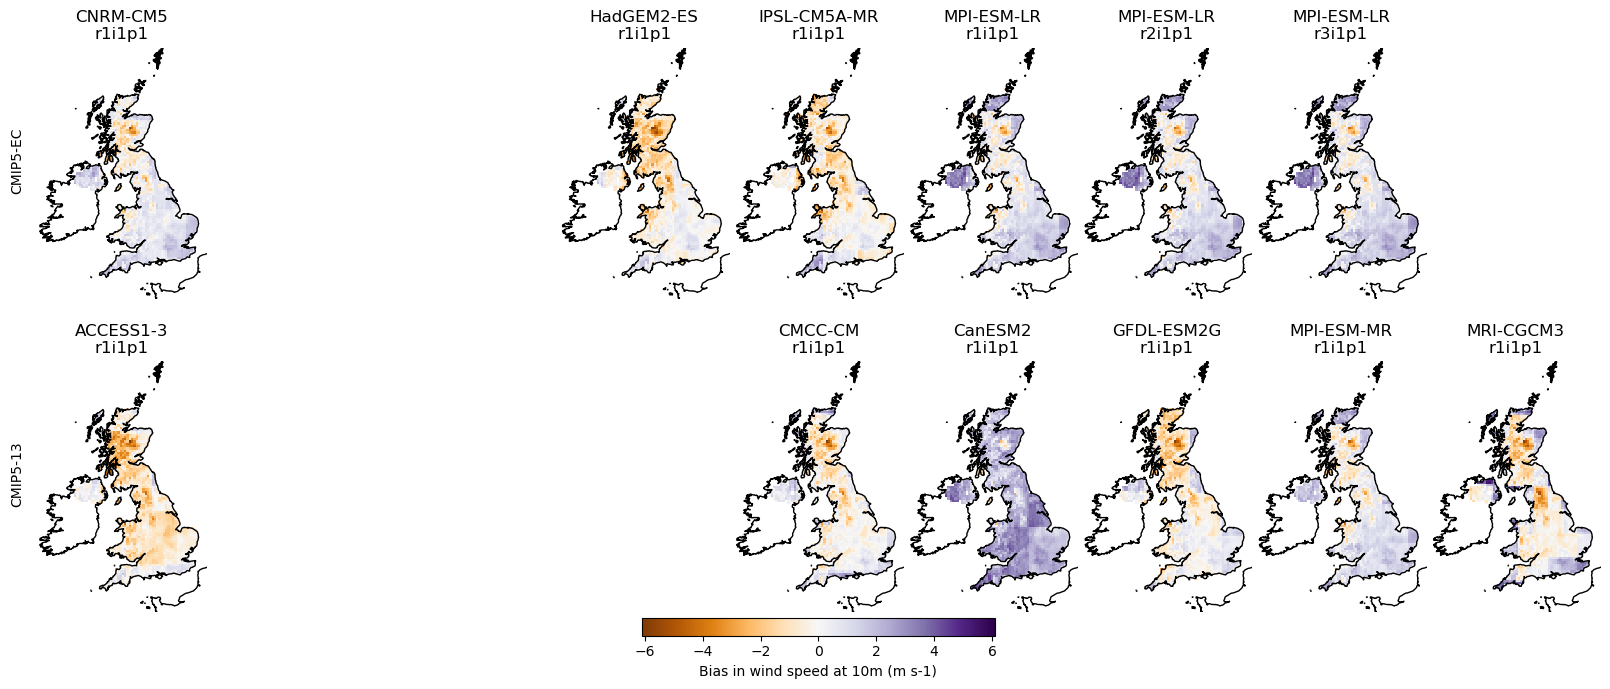 CNRM-CM5
r1i1p1
HadGEM2-ES
r1i1p1
IPSL-CM5A-MR
r1i1p1
MPI-ESM-LR
r1i1p1
MPI-ESM-LR
r2i1p1
MPI-ESM-LR
r3i1p1
CMIP5-EC
ACCESS1-3
r1i1p1
CMCC-CM
r1i1p1
CanESM2
r1i1p1
GFDL-ESM2G
r1i1p1
MPI-ESM-MR
r1i1p1
MRI-CGCM3
r1i1p1
CMIP5-13
−6 −4 −2 0 2 4 6
Bias in wind speed at 10m (m s-1)